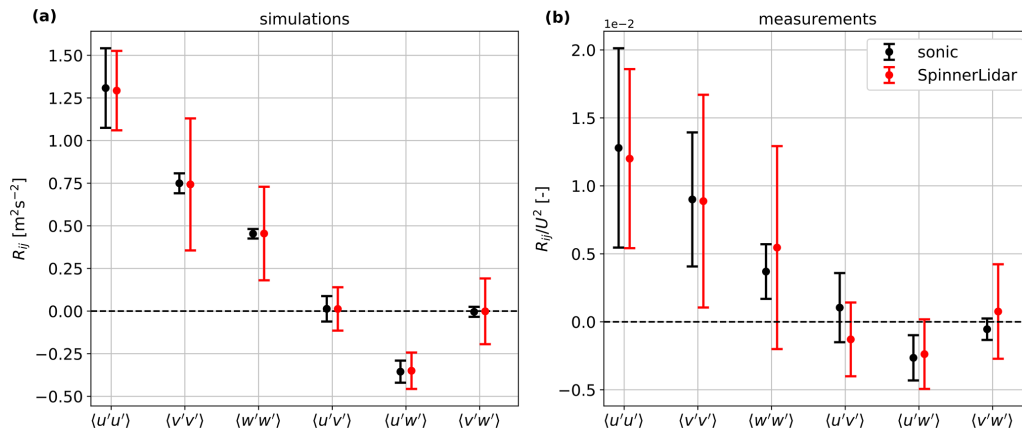 (a) simulations
R_ij [m²s⁻²]
1.50
1.25
1.00
0.75
0.50
0.25
0.00
−0.25
−0.50
⟨u′u′⟩ ⟨v′v′⟩ ⟨w′w′⟩ ⟨u′v′⟩ ⟨u′w′⟩ ⟨v′w′⟩
(b) measurements
1e−2
sonic
SpinnerLidar
R_ij/U² [-]
2.0
1.5
1.0
0.5
0.0
−0.5
⟨u′u′⟩ ⟨v′v′⟩ ⟨w′w′⟩ ⟨u′v′⟩ ⟨u′w′⟩ ⟨v′w′⟩